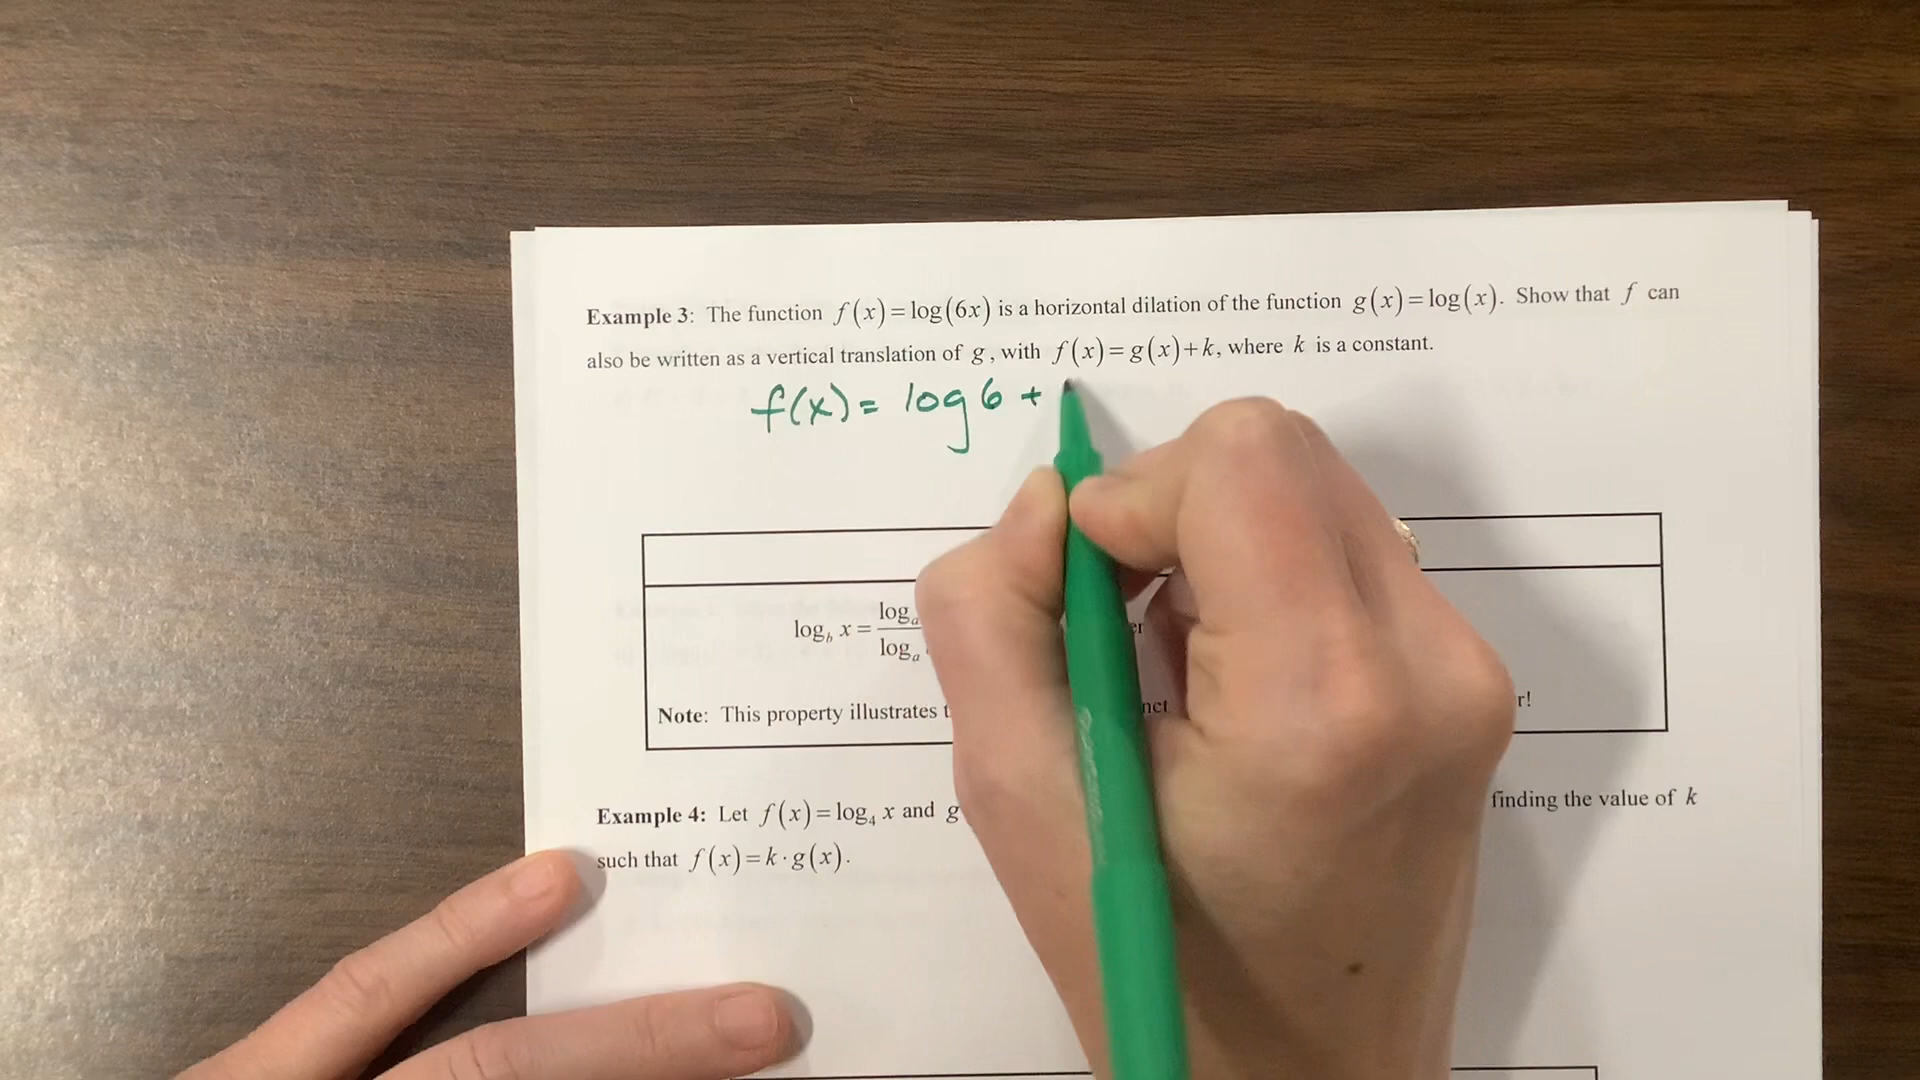 Example 3: The function f(x)=log(6x) is a horizontal dilation of the function g(x)=log(x). Show that f can
also be written as a vertical translation of g, with f(x)=g(x)+k, where k is a constant.
f(x) = log 6 +
log_b x = log_a / log_a
Note: This property illustrates r!
Example 4: Let f(x)=log_4 x and g finding the value of k
such that f(x)=k·g(x).